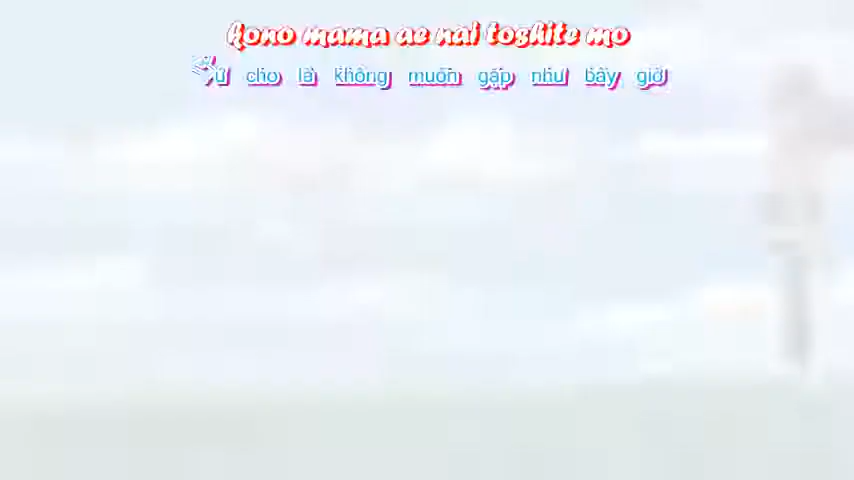 kono mama ae nai toshite mo
cho là không muốn gặp như bây giờ